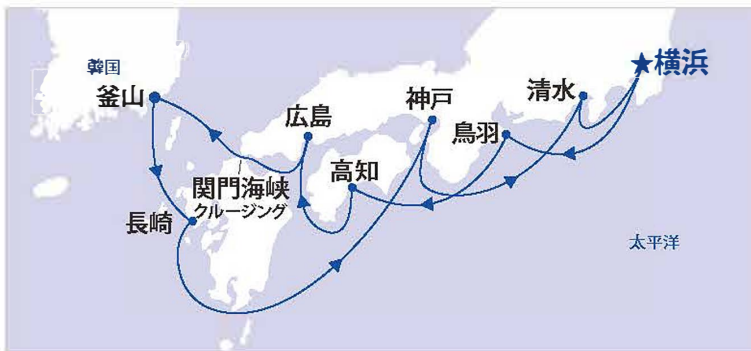 韓国
釜山
広島
神戸
清水
★横浜
鳥羽
高知
関門海峡
クルージング
長崎
太平洋